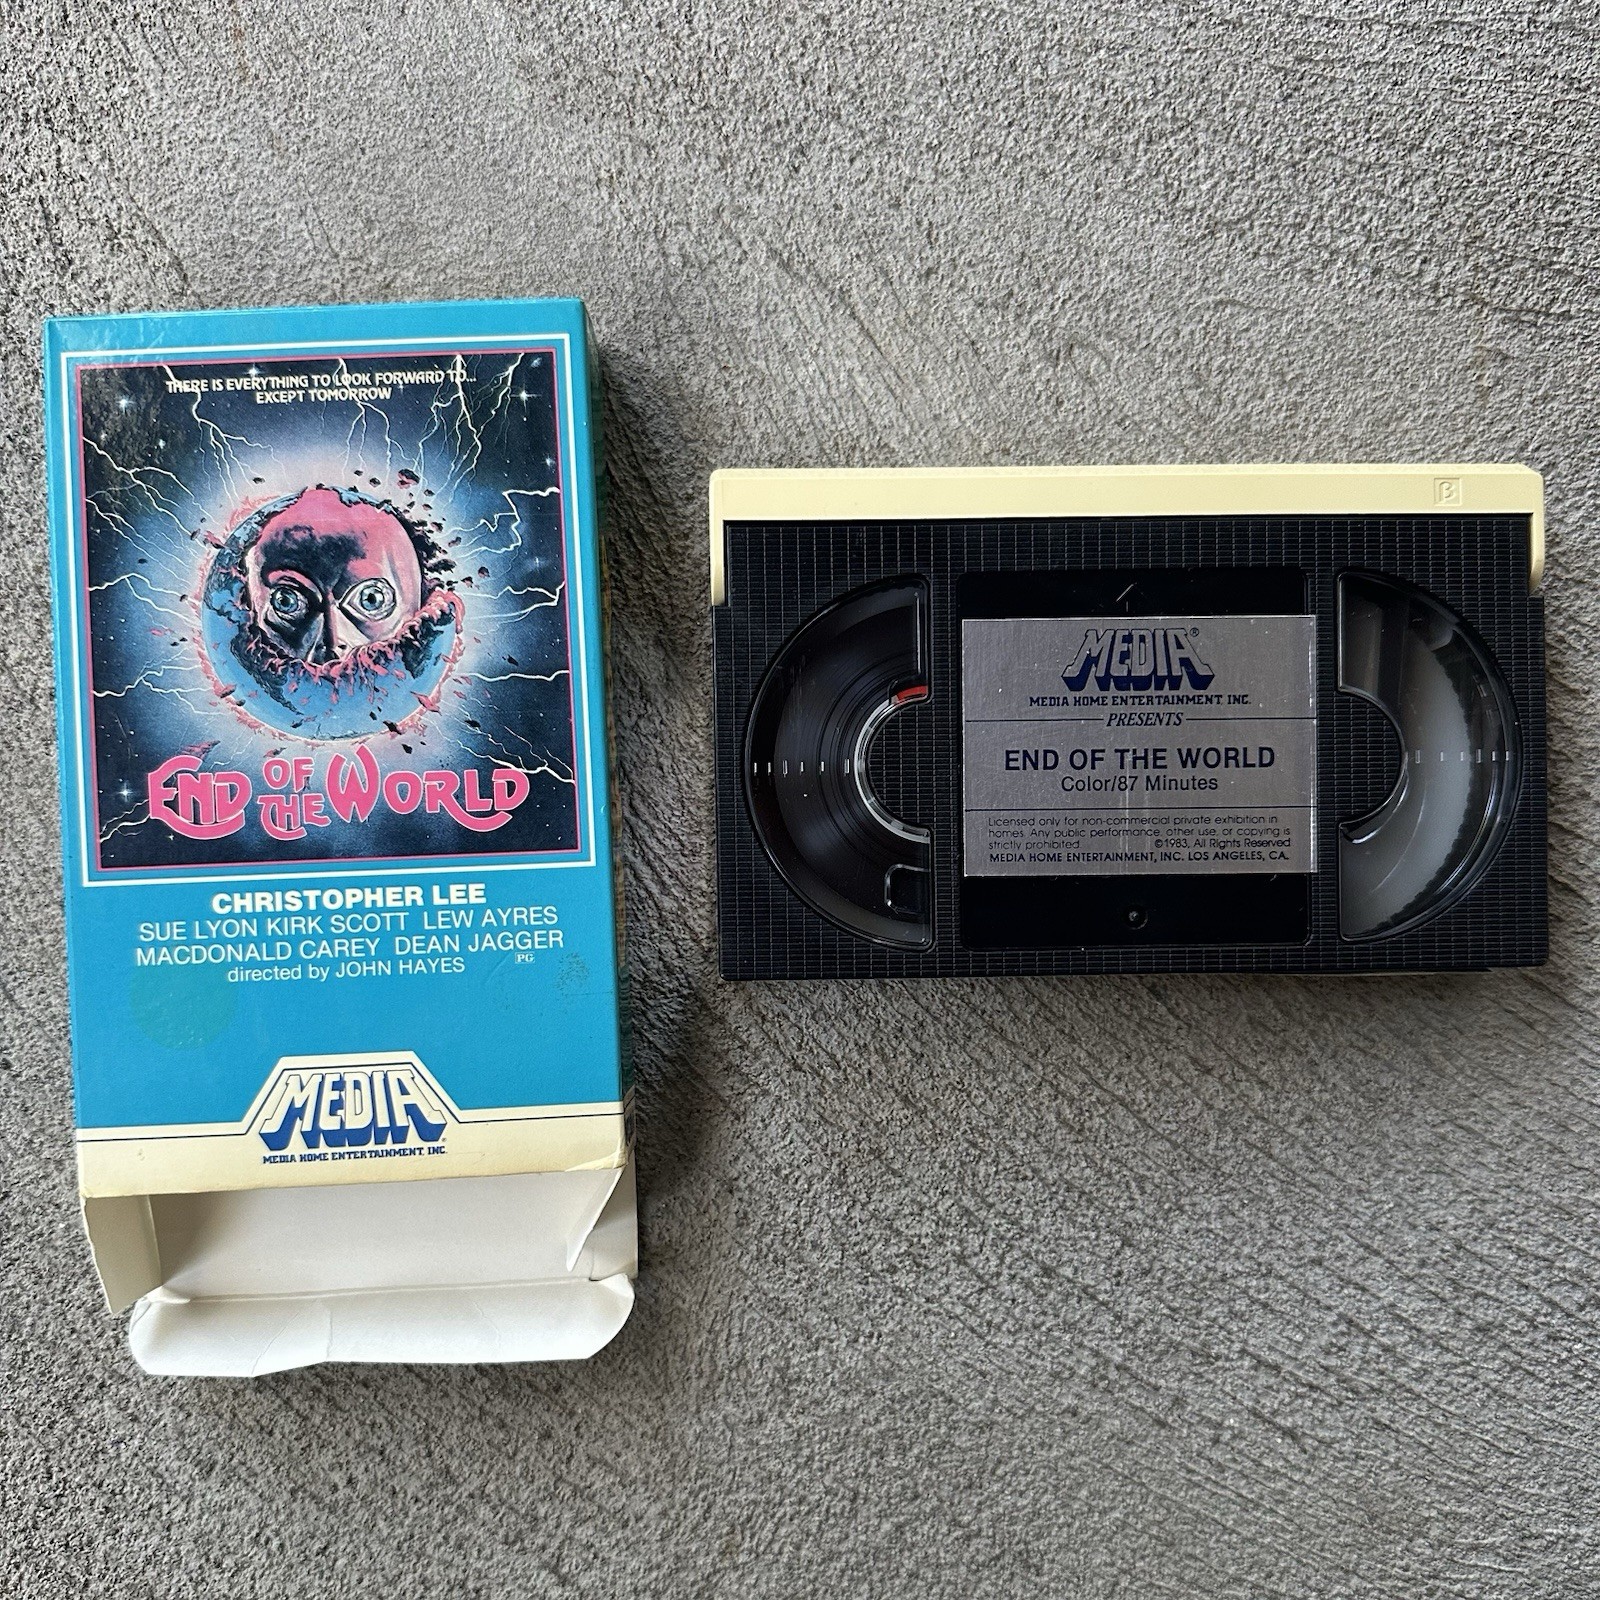 THERE IS EVERYTHING TO LOOK FORWARD TO...
EXCEPT TOMORROW
END OF THE WORLD
CHRISTOPHER LEE
SUE LYON KIRK SCOTT LEW AYRES
MACDONALD CAREY DEAN JAGGER
directed by JOHN HAYES PG
MEDIA®
MEDIA HOME ENTERTAINMENT, INC.
β
MEDIA®
MEDIA HOME ENTERTAINMENT, INC.
PRESENTS
END OF THE WORLD
Color/87 Minutes
Licensed only for non-commercial private exhibition in
homes. Any public performance, other use, or copying is
strictly prohibited. ©1983, All Rights Reserved
MEDIA HOME ENTERTAINMENT, INC. LOS ANGELES, CA.